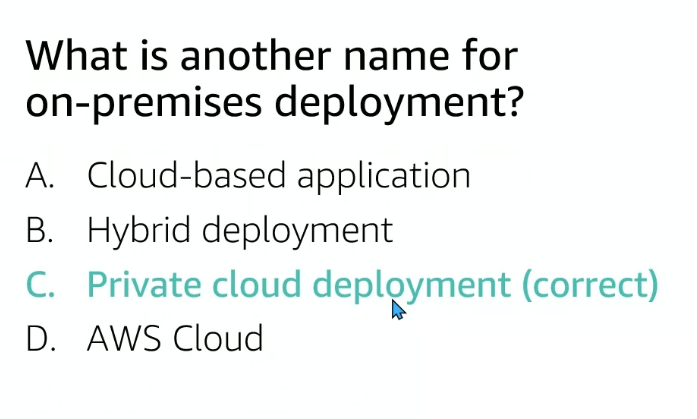 What is another name for
on-premises deployment?
A. Cloud-based application
B. Hybrid deployment
C. Private cloud deployment (correct)
D. AWS Cloud